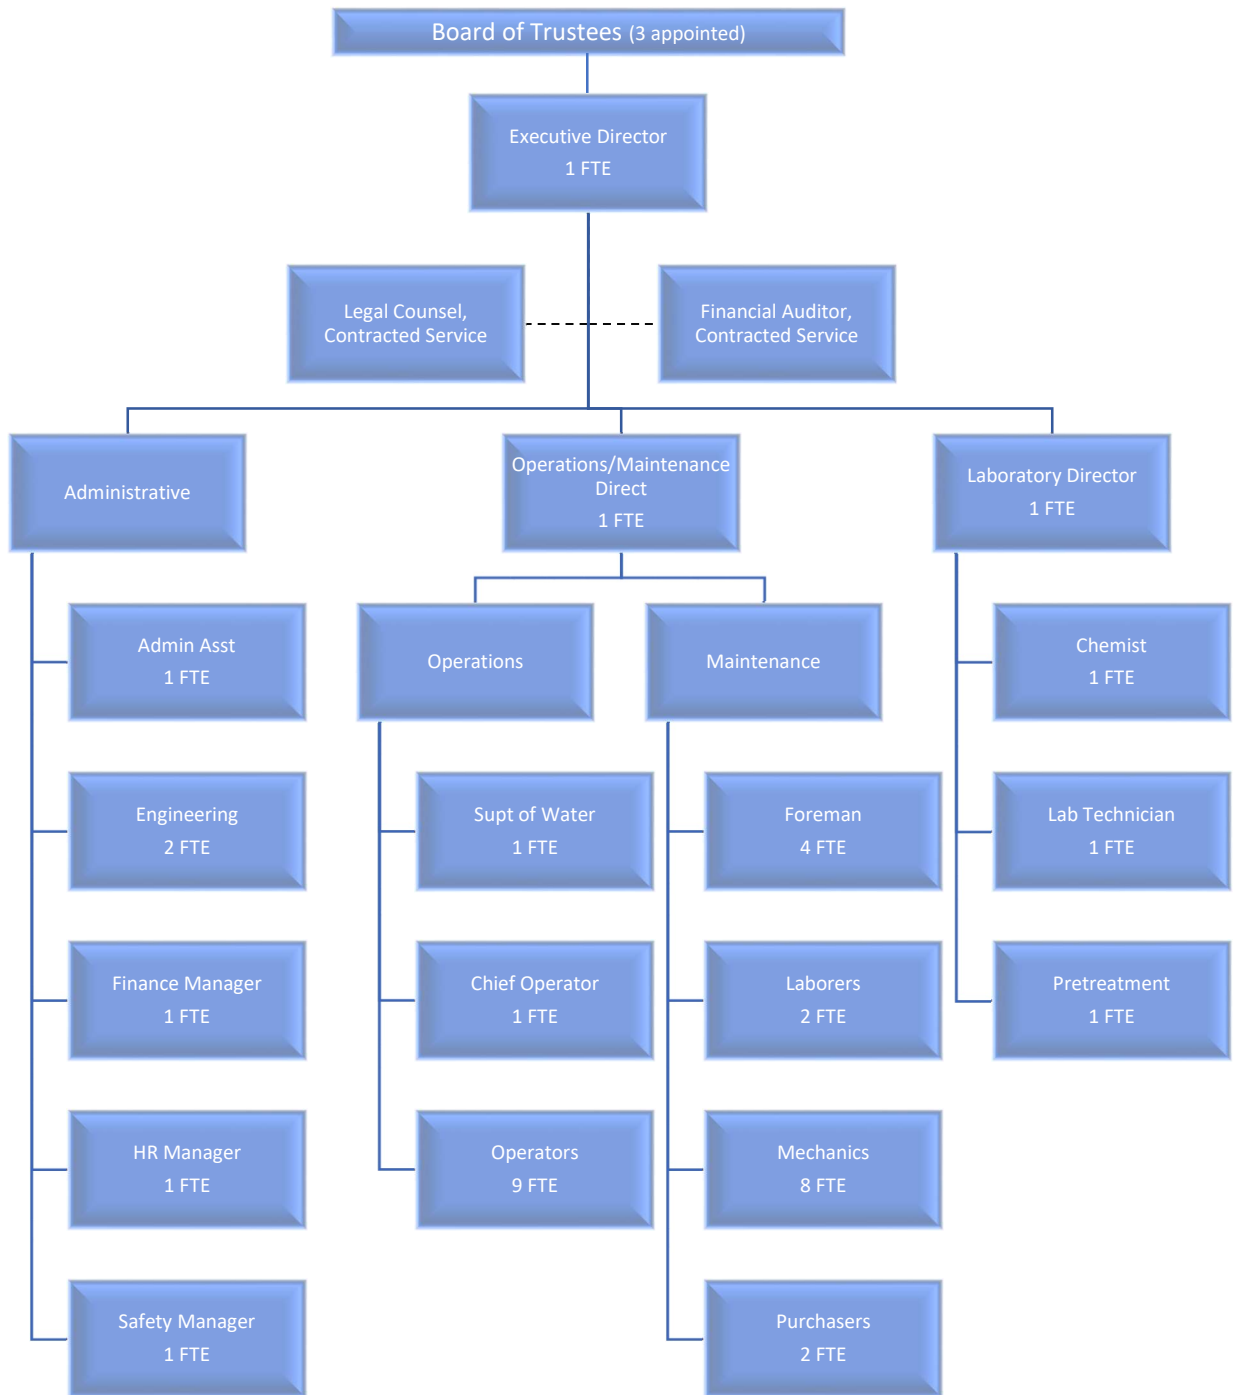 Board of Trustees (3 appointed)
Executive Director
1 FTE
Legal Counsel,
Contracted Service
Financial Auditor,
Contracted Service
Administrative
Operations/Maintenance
Direct
1 FTE
Laboratory Director
1 FTE
Admin Asst
1 FTE
Operations
Maintenance
Chemist
1 FTE
Engineering
2 FTE
Supt of Water
1 FTE
Foreman
4 FTE
Lab Technician
1 FTE
Finance Manager
1 FTE
Chief Operator
1 FTE
Laborers
2 FTE
Pretreatment
1 FTE
HR Manager
1 FTE
Operators
9 FTE
Mechanics
8 FTE
Safety Manager
1 FTE
Purchasers
2 FTE